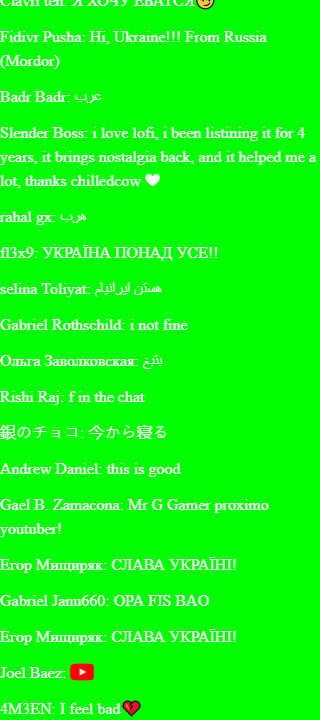 Clavri ten: Я ХОЧУ ЕБАТСЯ😏
Fidivr Pusha: Hi, Ukraine!!! From Russia
(Mordor)
Badr Badr: عرب
Slender Boss: i love lofi, i been listining it for 4
years, it brings nostalgia back, and it helped me a
lot, thanks chilledcow 🤍
rahal gx: هرب
fl3x9: УКРАЇНА ПОНАД УСЕ!!
selina Toliyat:
Gabriel Rothschild: i not fine
Ольга Заволковская:
Rishi Raj: f in the chat
銀のチョコ: 今から寝る
Andrew Daniel: this is good
Gael B. Zamacona: Mr G Gamer proximo
youtuber!
Егор Мищиряк: СЛАВА УКРАЇНІ!
Gabriel Janu660: OPA FIS BAO
Егор Мищиряк: СЛАВА УКРАЇНІ!
Joel Baez:
4M3EN: I feel bad💔